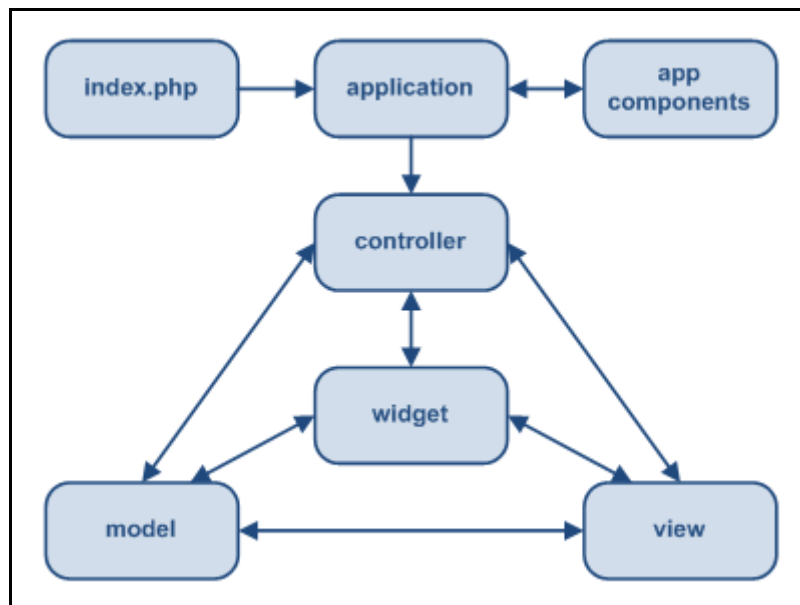 index.php
application
app
components
controller
widget
model
view